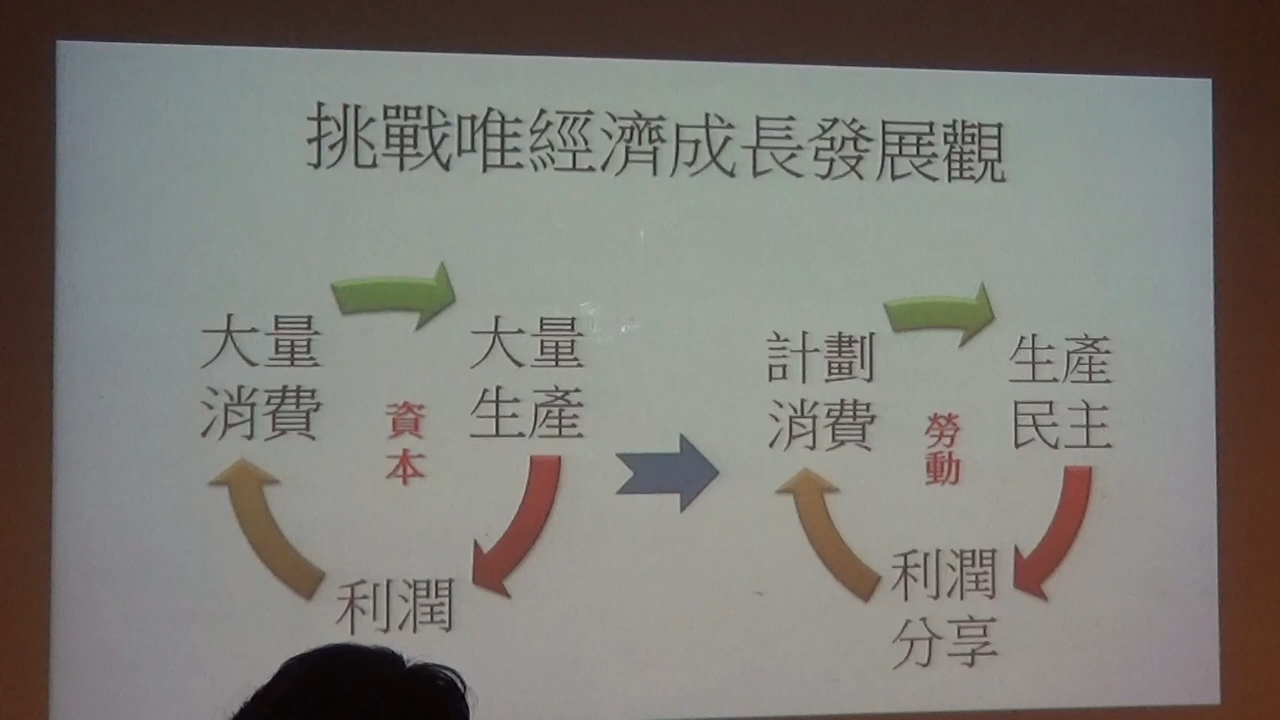 挑戰唯經濟成長發展觀
大量
消費
大量
生產
資
本
利潤
計劃
消費
生產
民主
勞
動
利潤
分享